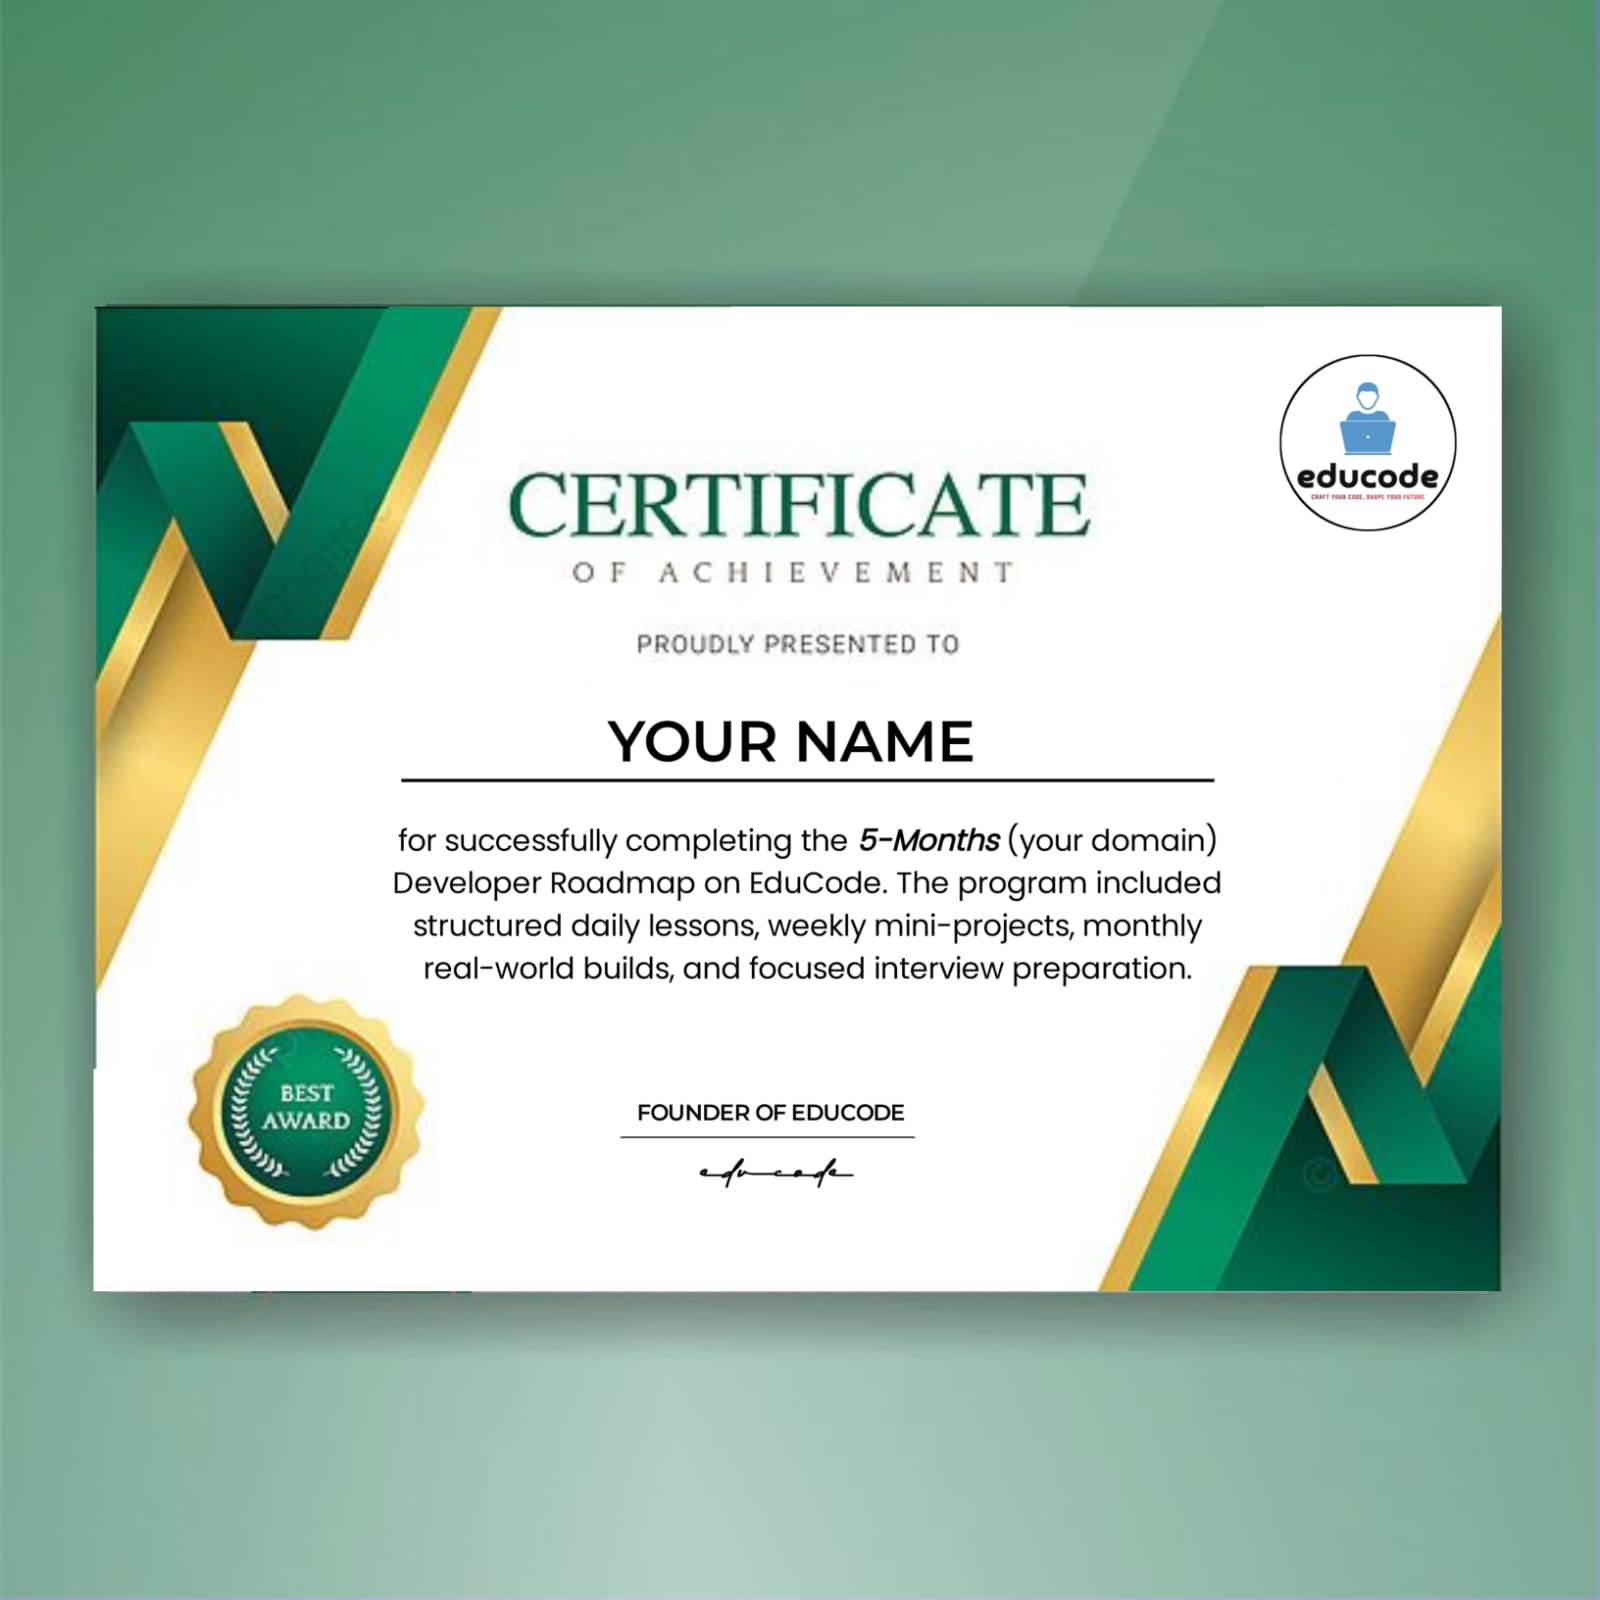 educode
CRAFT YOUR CODE, SHAPE YOUR FUTURE
CERTIFICATE
OF ACHIEVEMENT
PROUDLY PRESENTED TO
YOUR NAME
for successfully completing the 5-Months (your domain)
Developer Roadmap on EduCode. The program included
structured daily lessons, weekly mini-projects, monthly
real-world builds, and focused interview preparation.
BEST
AWARD
FOUNDER OF EDUCODE
educode